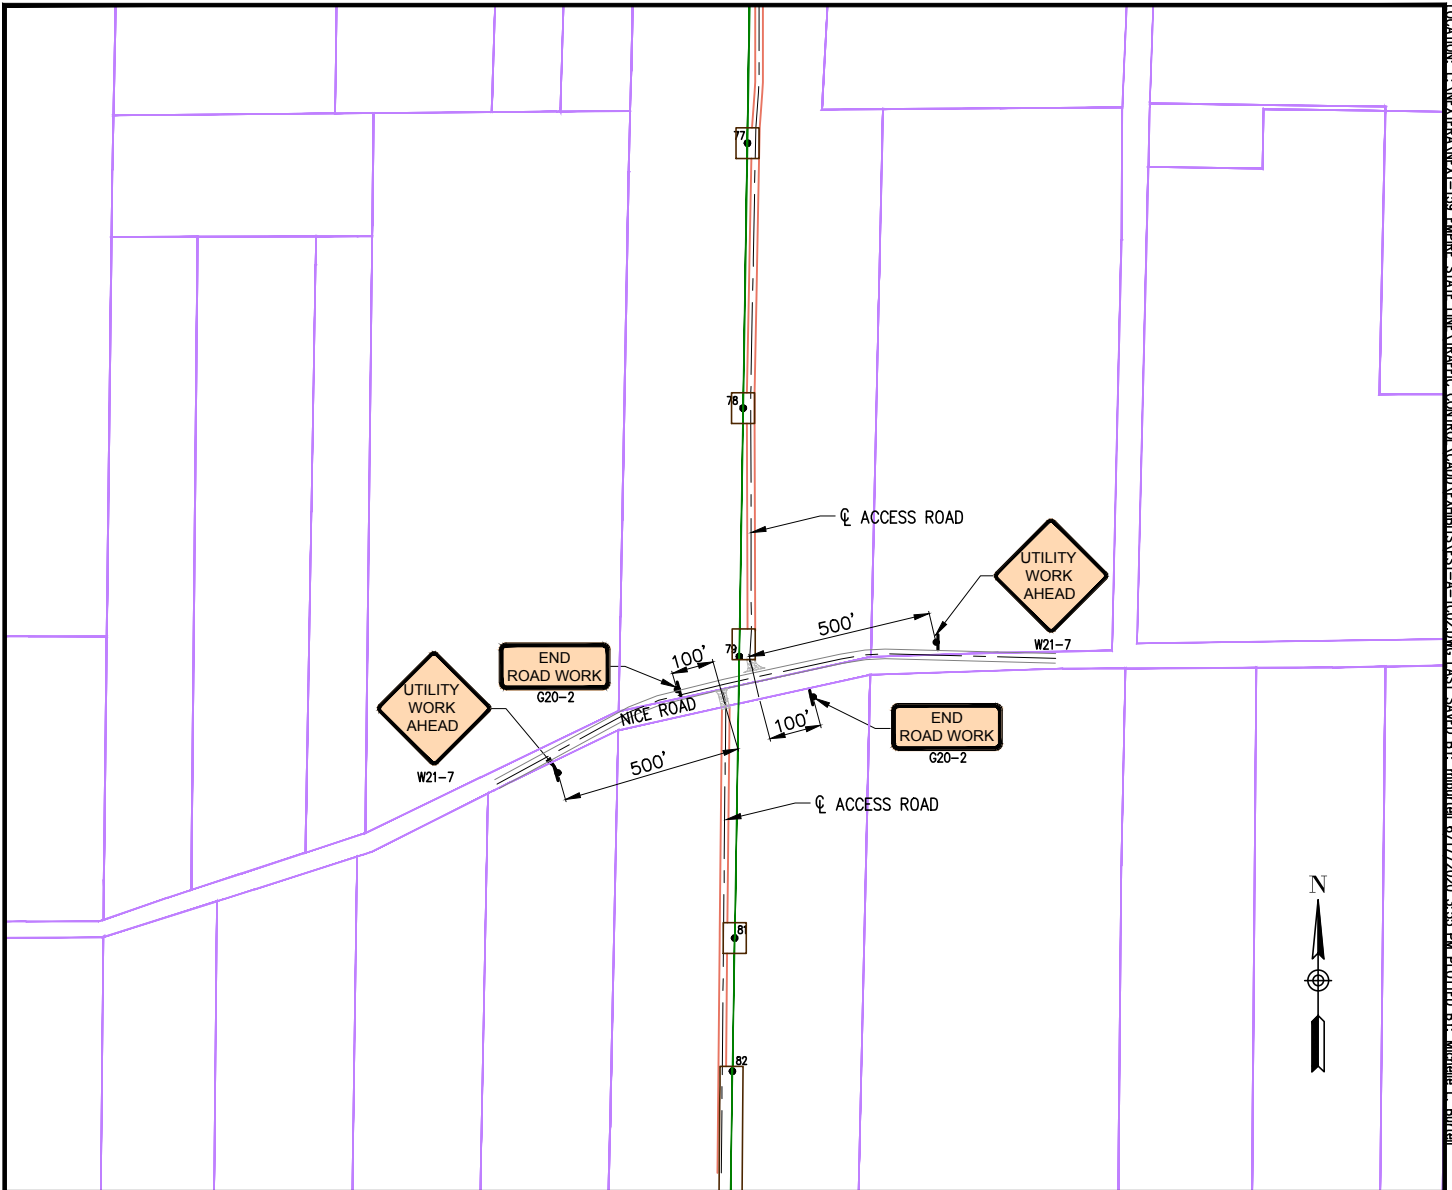 77
78
℄ ACCESS ROAD
UTILITY
WORK
AHEAD
W21-7
500'
79
100'
END
ROAD WORK
G20-2
UTILITY
WORK
AHEAD
W21-7
NICE ROAD
100'
END
ROAD WORK
G20-2
500'
℄ ACCESS ROAD
81
82
N